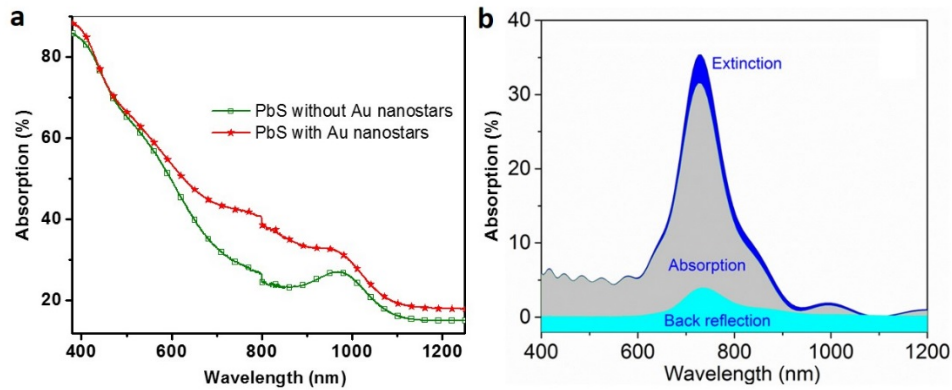 a
Absorption (%)
80
60
40
20
400
600
800
1000
1200
Wavelength (nm)
PbS without Au nanostars
PbS with Au nanostars
b
Absorption (%)
40
30
20
10
0
400
600
800
1000
1200
Wavelength (nm)
Extinction
Absorption
Back reflection